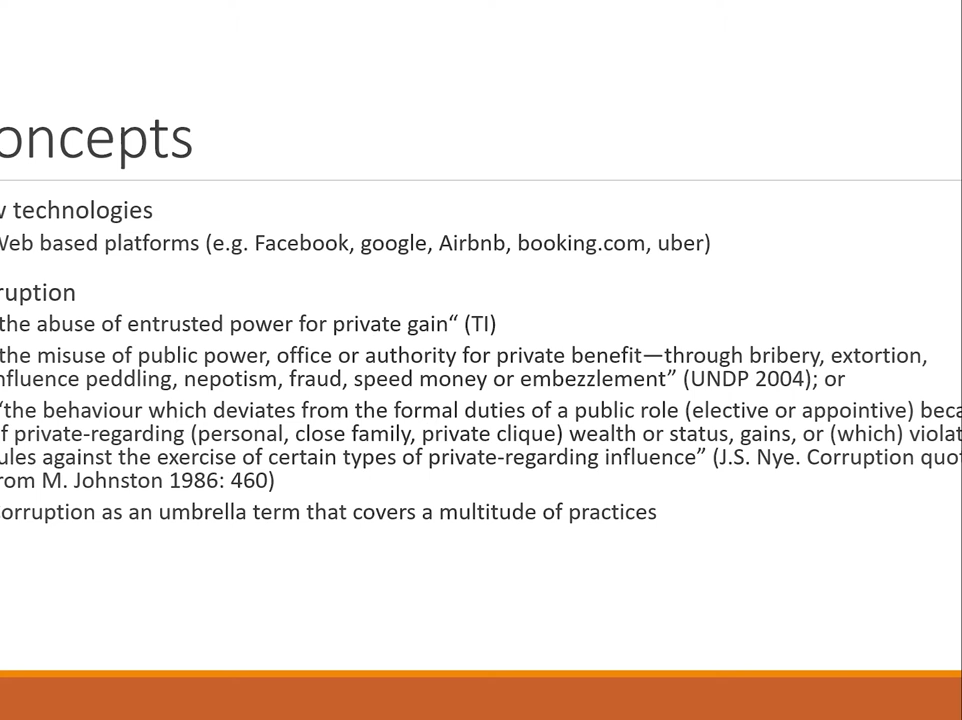 oncepts
w technologies
Web based platforms (e.g. Facebook, google, Airbnb, booking.com, uber)
ruption
the abuse of entrusted power for private gain“ (TI)
the misuse of public power, office or authority for private benefit—through bribery, extortion,
nfluence peddling, nepotism, fraud, speed money or embezzlement” (UNDP 2004); or
“the behaviour which deviates from the formal duties of a public role (elective or appointive) beca
f private-regarding (personal, close family, private clique) wealth or status, gains, or (which) violat
ules against the exercise of certain types of private-regarding influence” (J.S. Nye. Corruption quo
rom M. Johnston 1986: 460)
orruption as an umbrella term that covers a multitude of practices